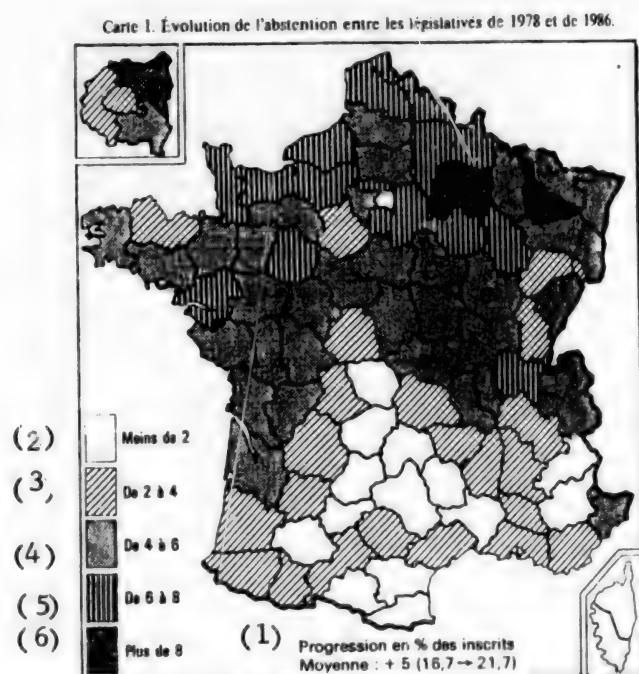 Carte 1. Évolution de l'abstention entre les législatives de 1978 et de 1986.
(2) Moins de 2
(3, De 2 à 4
(4) De 4 à 6
(5) De 6 à 8
(6) Plus de 8
(1) Progression en % des inscrits
Moyenne : + 5 (16,7 → 21,7)